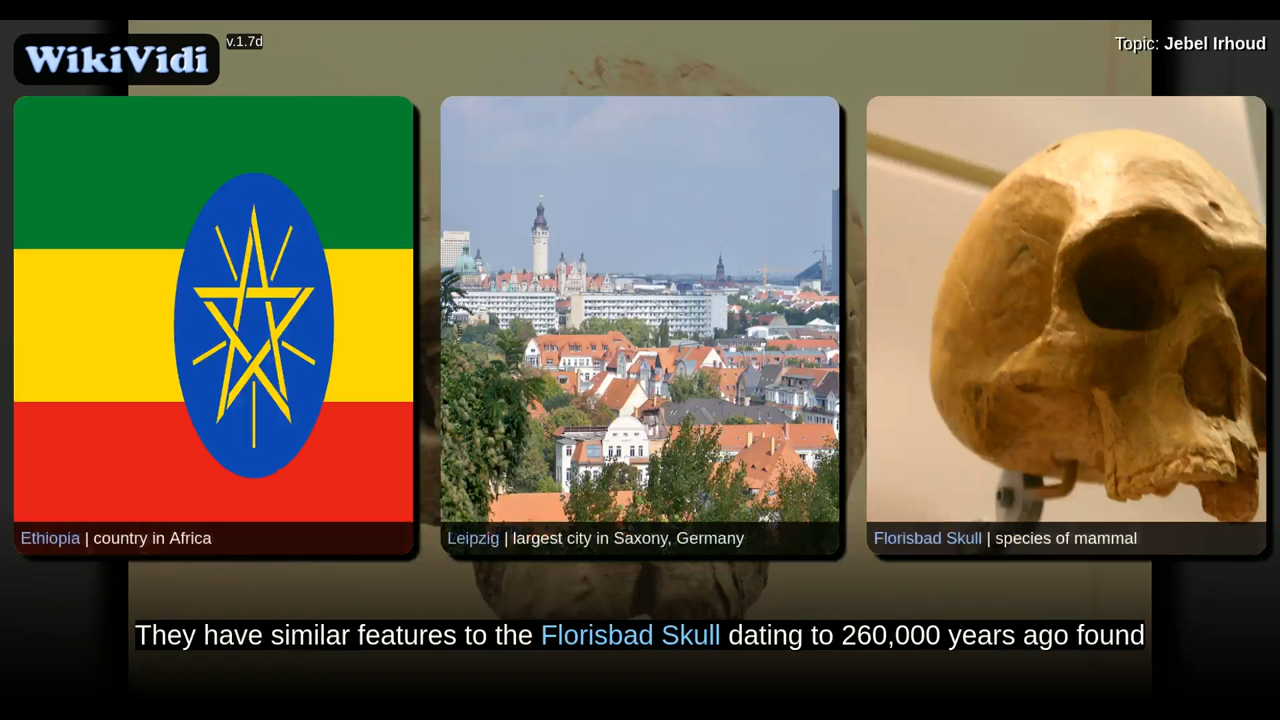 WikiVidi
v.1.7d
Topic: Jebel Irhoud
Ethiopia | country in Africa
Leipzig | largest city in Saxony, Germany
Florisbad Skull | species of mammal
They have similar features to the Florisbad Skull dating to 260,000 years ago found